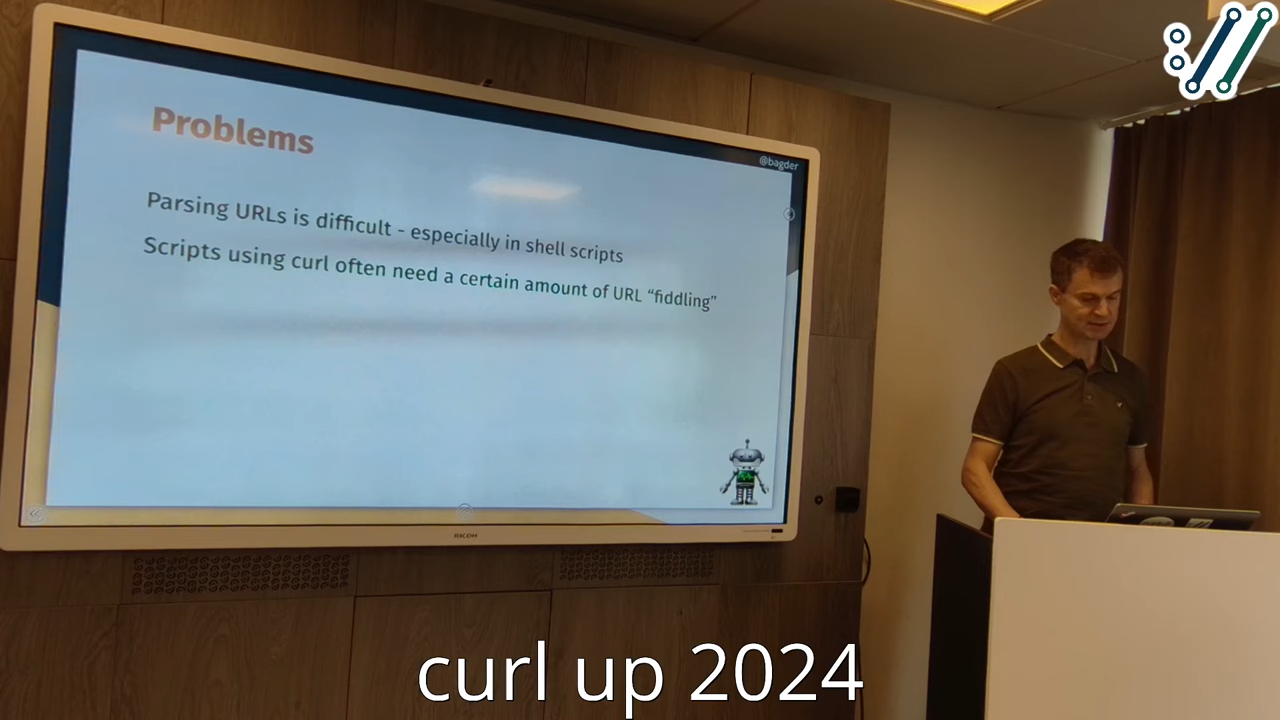 Problems
@bagder
Parsing URLs is difficult - especially in shell scripts
Scripts using curl often need a certain amount of URL “fiddling”
RICOH
curl up 2024